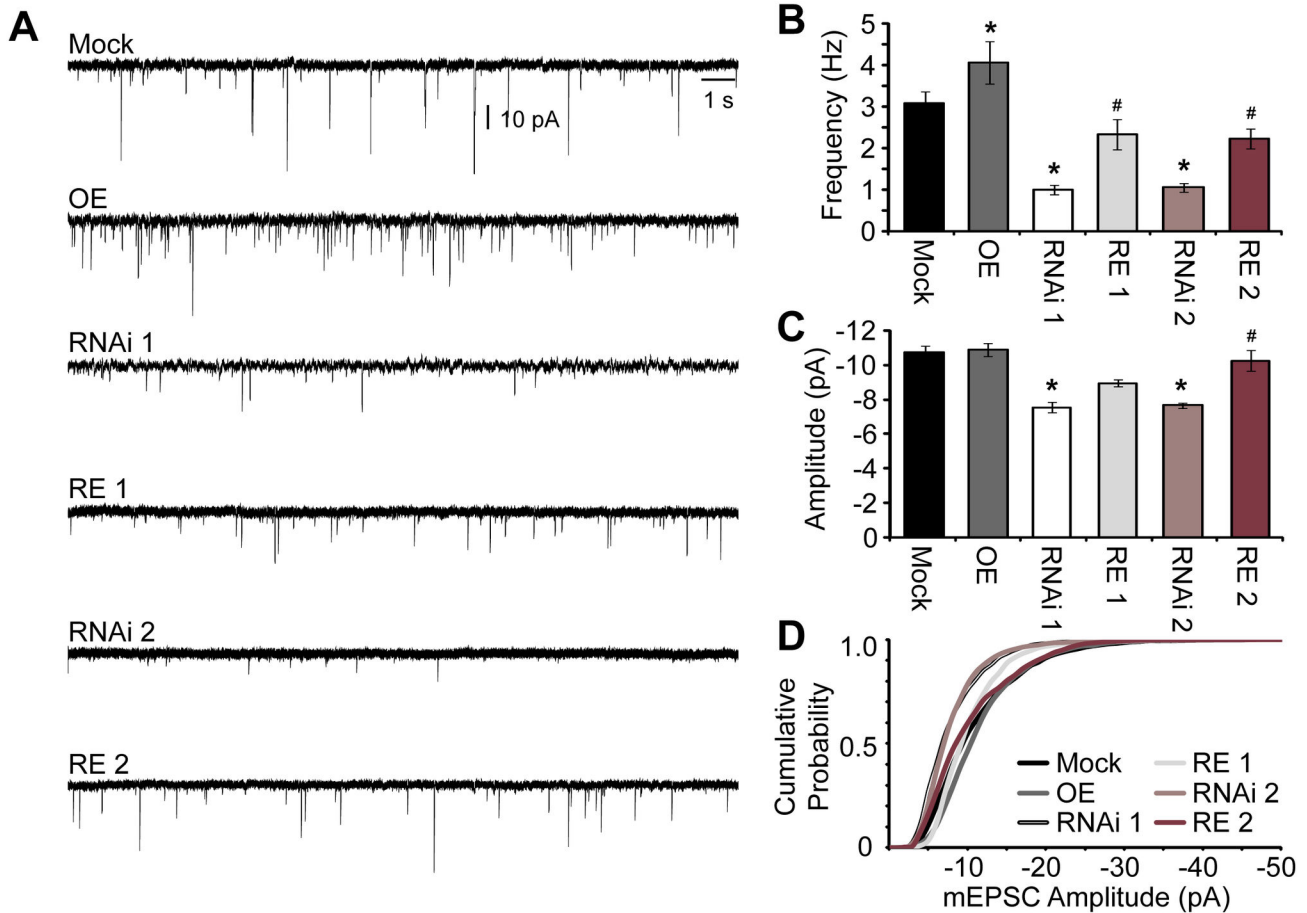 A
Mock
1 s
10 pA
OE
RNAi 1
RE 1
RNAi 2
RE 2
B
Frequency (Hz)
5
4
3
2
1
0
*
*
#
*
#
Mock
OE
RNAi 1
RE 1
RNAi 2
RE 2
C
Amplitude (pA)
-12
-10
-8
-6
-4
-2
0
*
*
#
Mock
OE
RNAi 1
RE 1
RNAi 2
RE 2
D
Cumulative
Probability
1.0
0.5
0
Mock
OE
RNAi 1
RE 1
RNAi 2
RE 2
-10 -20 -30 -40 -50
mEPSC Amplitude (pA)